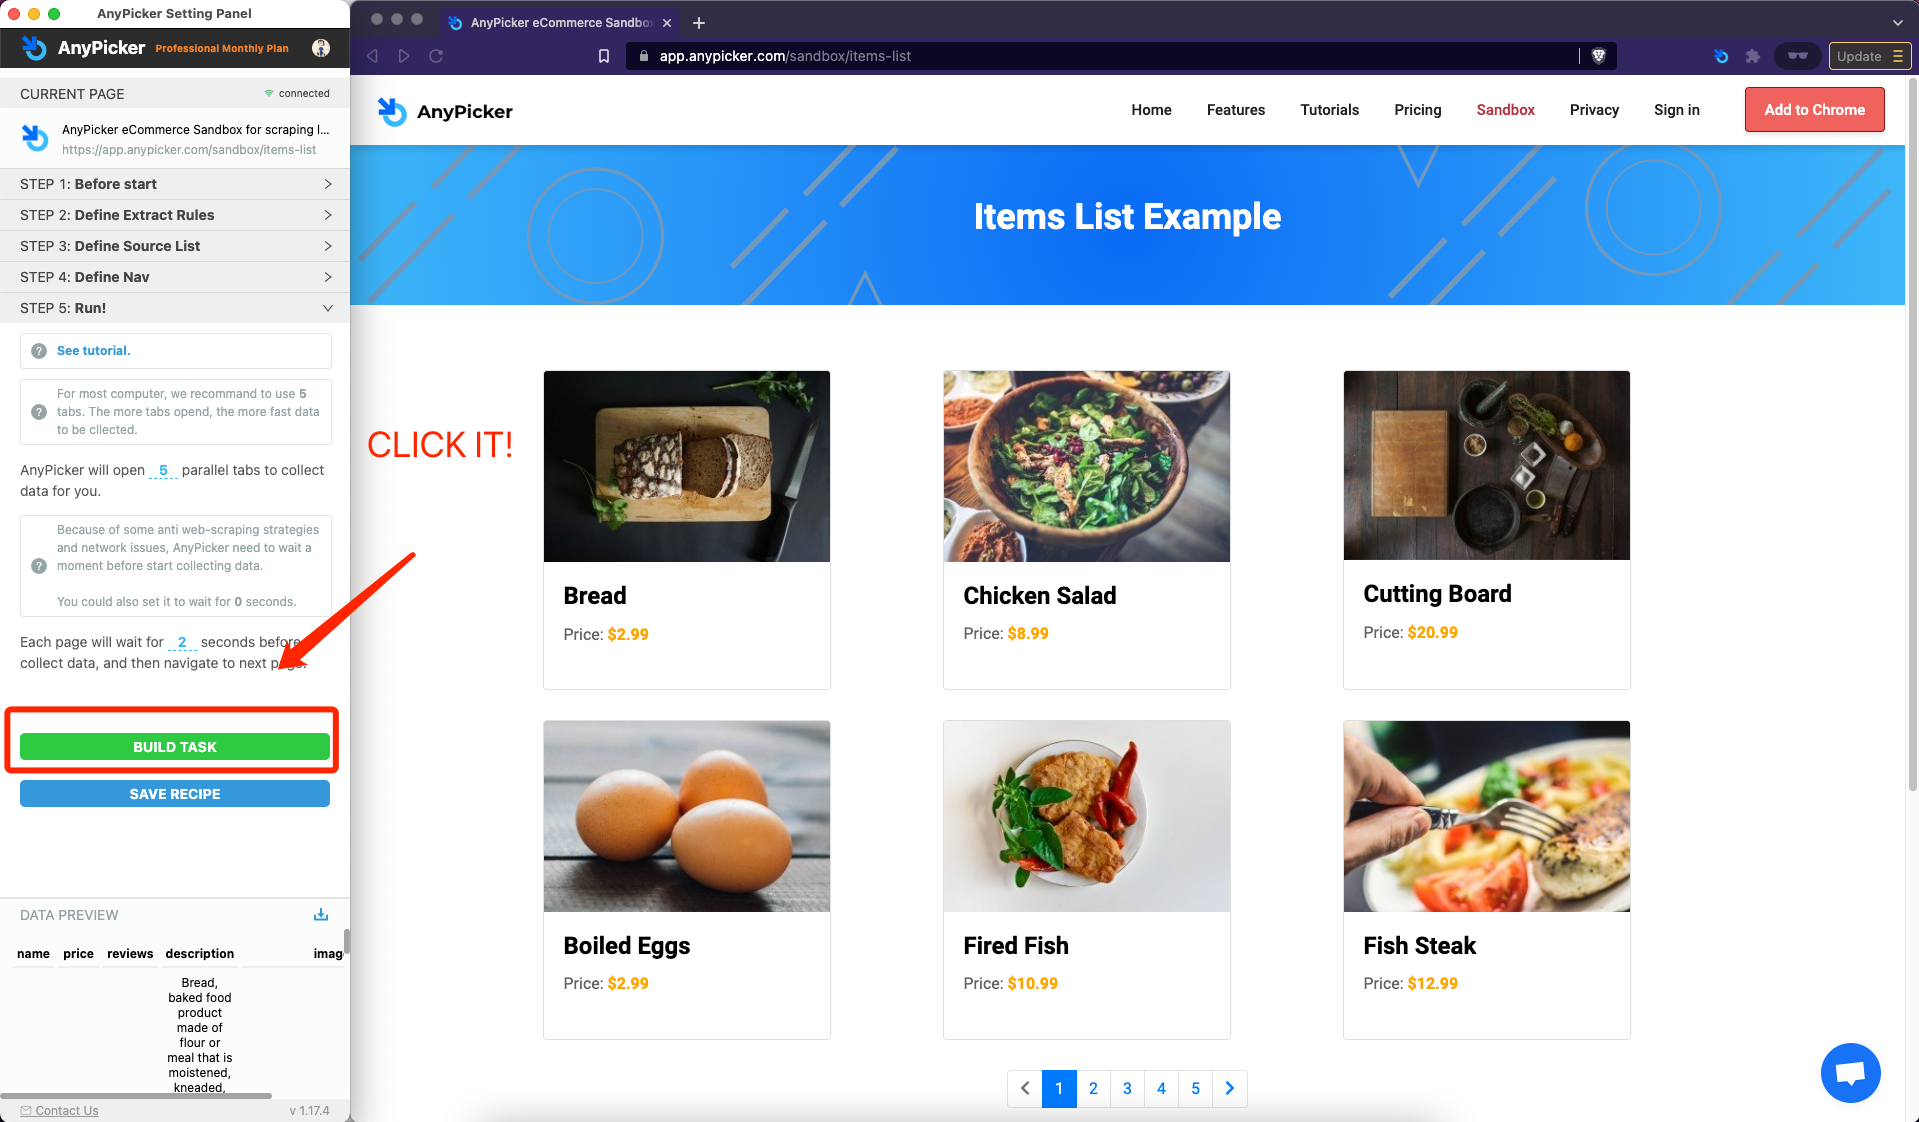 AnyPicker Setting Panel
AnyPicker Professional Monthly Plan
CURRENT PAGE connected
AnyPicker eCommerce Sandbox for scraping l...
https://app.anypicker.com/sandbox/items-list
STEP 1: Before start
STEP 2: Define Extract Rules
STEP 3: Define Source List
STEP 4: Define Nav
STEP 5: Run!
See tutorial.
For most computer, we recommand to use 5
tabs. The more tabs opend, the more fast data
to be cllected.
AnyPicker will open 5 parallel tabs to collect
data for you.
Because of some anti web-scraping strategies
and network issues, AnyPicker need to wait a
moment before start collecting data.
You could also set it to wait for 0 seconds.
Each page will wait for 2 seconds before
collect data, and then navigate to next page.
BUILD TASK
SAVE RECIPE
DATA PREVIEW
name price reviews description imag
Bread,
baked food
product
made of
flour or
meal that is
moistened,
kneaded,
Contact Us v 1.17.4
AnyPicker eCommerce Sandbo
app.anypicker.com/sandbox/items-list
Update
AnyPicker
Home Features Tutorials Pricing Sandbox Privacy Sign in Add to Chrome
Items List Example
CLICK IT!
Bread
Price: $2.99
Chicken Salad
Price: $8.99
Cutting Board
Price: $20.99
Boiled Eggs
Price: $2.99
Fired Fish
Price: $10.99
Fish Steak
Price: $12.99
1 2 3 4 5